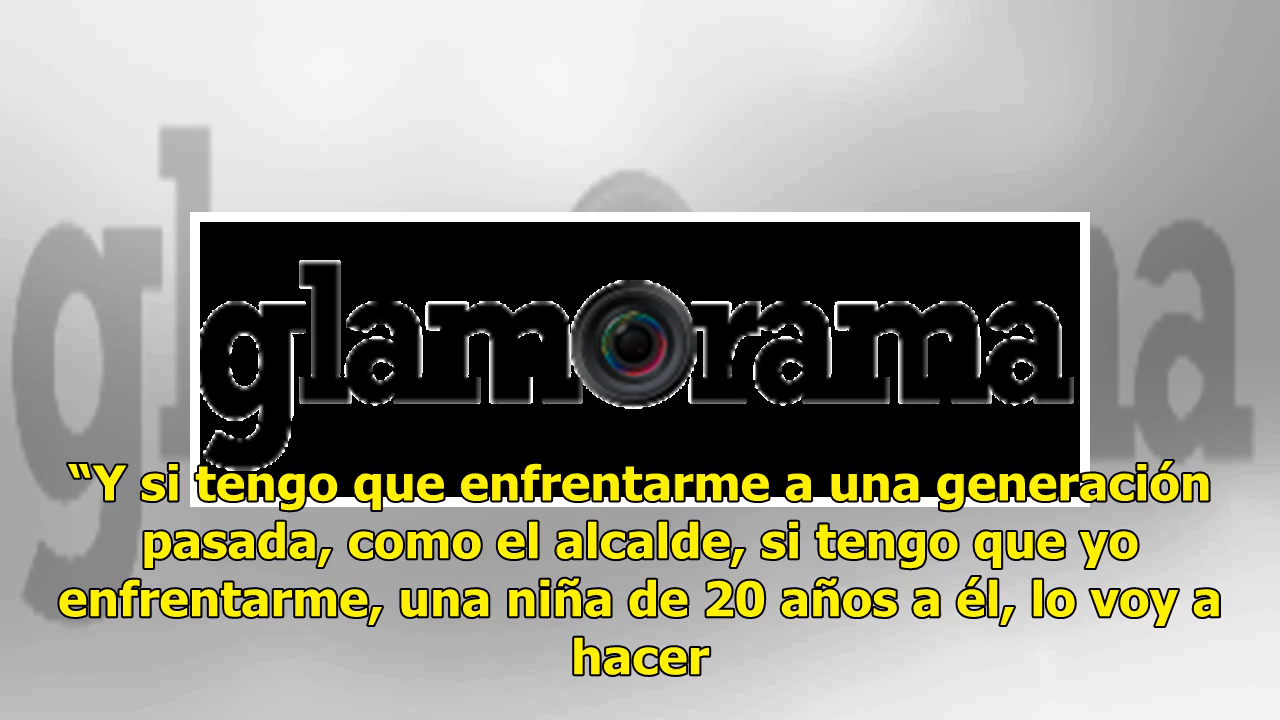 glamorama
“Y si tengo que enfrentarme a una generación
pasada, como el alcalde, si tengo que yo
enfrentarme, una niña de 20 años a él, lo voy a
hacer